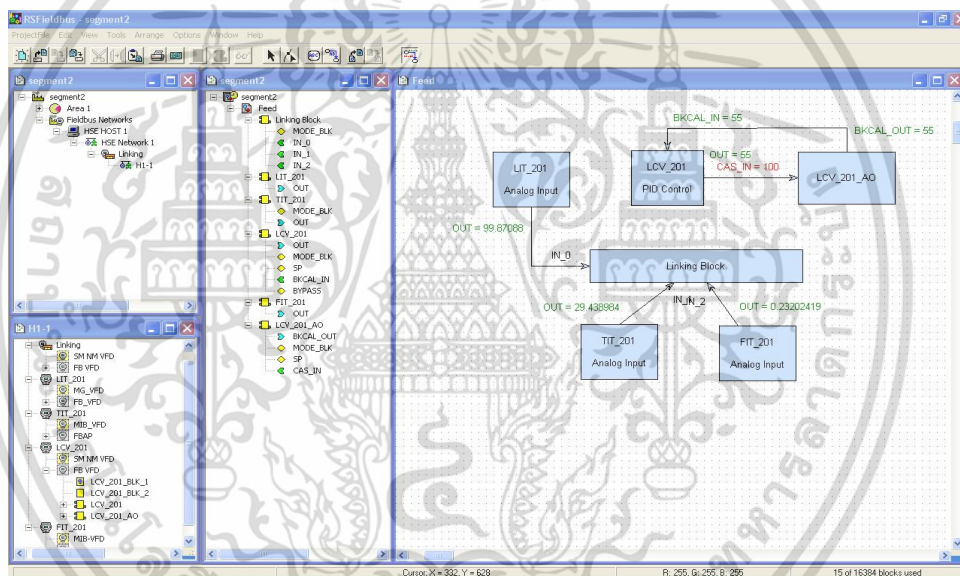 RSFieldbus - segment2
ProjectFile Edit View Tools Arrange Options Window Help
segment2
segment2
Area 1
Fieldbus Networks
HSE HOST 1
HSE Network 1
Linking
H1-1
H1-1
Linking
SM NM VFD
FB VFD
LIT_201
MG_VFD
FB_VFD
TIT_201
MIB_VFD
FBAP
LCV_201
SM NM VFD
FB VFD
LCV_201_BLK_1
LCV_201_BLK_2
LCV_201
LCV_201_AO
FIT_201
MIB-VFD
segment2
segment2
Feed
Linking Block
MODE_BLK
IN_0
IN_1
IN_2
LIT_201
OUT
TIT_201
MODE_BLK
OUT
LCV_201
OUT
MODE_BLK
SP
BKCAL_IN
BYPASS
FIT_201
OUT
LCV_201_AO
BKCAL_OUT
MODE_BLK
SP
CAS_IN
Feed
BKCAL_IN = 55
BKCAL_OUT = 55
LIT_201
Analog Input
LCV_201
PID Control
OUT = 55
CAS_IN = 100
LCV_201_AO
OUT = 99.87088
IN_0
Linking Block
OUT = 29.438984
IN_2
OUT = 0.23202419
TIT_201
Analog Input
FIT_201
Analog Input
Cursor: X = 332, Y = 628
R: 255, G: 255, B: 255
15 of 16384 blocks used